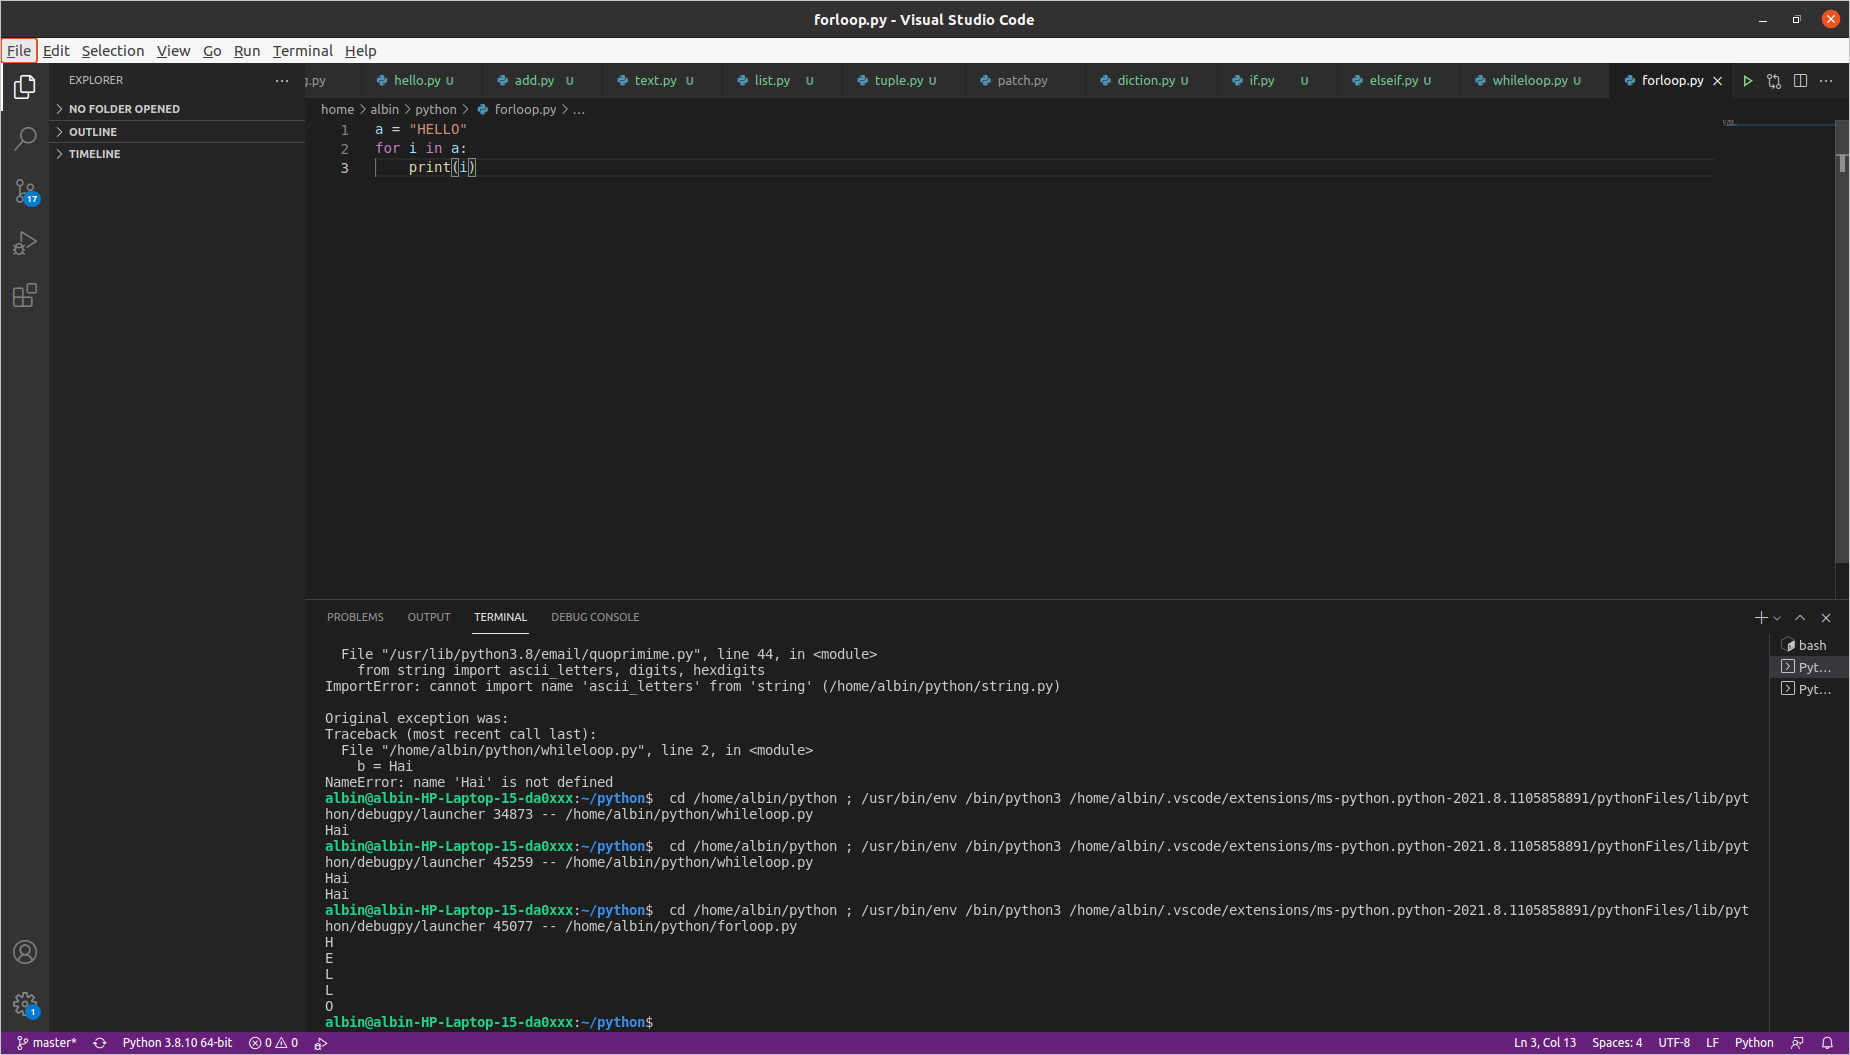 forloop.py - Visual Studio Code
File Edit Selection View Go Run Terminal Help
EXPLORER
g.py hello.py U add.py U text.py U list.py U tuple.py U patch.py diction.py U if.py U elseif.py U whileloop.py U forloop.py
NO FOLDER OPENED
OUTLINE
TIMELINE
home > albin > python > forloop.py > ...
1 a = "HELLO"
2 for i in a:
3 print(i)
17
PROBLEMS OUTPUT TERMINAL DEBUG CONSOLE
bash
Pyt...
Pyt...
File "/usr/lib/python3.8/email/quoprimime.py", line 44, in <module>
from string import ascii_letters, digits, hexdigits
ImportError: cannot import name 'ascii_letters' from 'string' (/home/albin/python/string.py)
Original exception was:
Traceback (most recent call last):
File "/home/albin/python/whileloop.py", line 2, in <module>
b = Hai
NameError: name 'Hai' is not defined
albin@albin-HP-Laptop-15-da0xxx:~/python$ cd /home/albin/python ; /usr/bin/env /bin/python3 /home/albin/.vscode/extensions/ms-python.python-2021.8.1105858891/pythonFiles/lib/pyt
hon/debugpy/launcher 34873 -- /home/albin/python/whileloop.py
Hai
albin@albin-HP-Laptop-15-da0xxx:~/python$ cd /home/albin/python ; /usr/bin/env /bin/python3 /home/albin/.vscode/extensions/ms-python.python-2021.8.1105858891/pythonFiles/lib/pyt
hon/debugpy/launcher 45259 -- /home/albin/python/whileloop.py
Hai
Hai
albin@albin-HP-Laptop-15-da0xxx:~/python$ cd /home/albin/python ; /usr/bin/env /bin/python3 /home/albin/.vscode/extensions/ms-python.python-2021.8.1105858891/pythonFiles/lib/pyt
hon/debugpy/launcher 45077 -- /home/albin/python/forloop.py
H
E
L
L
O
albin@albin-HP-Laptop-15-da0xxx:~/python$
1
master* Python 3.8.10 64-bit 0 0 Ln 3, Col 13 Spaces: 4 UTF-8 LF Python